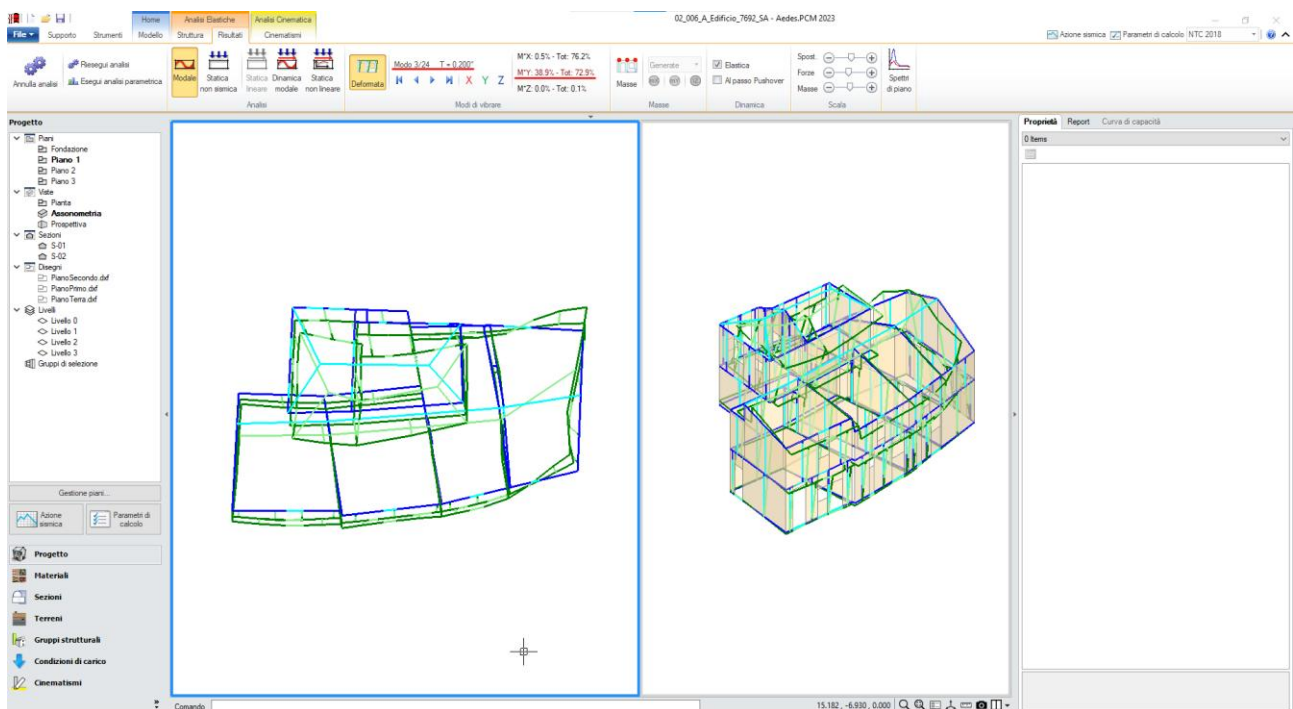 02_006_A_Edificio_7692_SA - Aedes.PCM 2023
Home
Analisi Elastiche
Analisi Cinematica
File
Supporto
Strumenti
Modello
Struttura
Risultati
Cinematismi
Azione sismica
Parametri di calcolo
NTC 2018
Annulla analisi
Riesegui analisi
Esegui analisi parametrica
Modale
Statica non sismica
Statica lineare
Dinamica modale
Statica non lineare
Analisi
Deformata
Modo 3/24 T = 0.200"
X Y Z
M*X: 0.5% - Tot: 76.2%
M*Y: 38.9% - Tot: 72.9%
M*Z: 0.0% - Tot: 0.1%
Modi di vibrare
Masse
Generate
Masse
Elastica
Al passo Pushover
Dinamica
Spost.
Forze
Masse
Scala
Spettri di piano
Progetto
Piani
Fondazione
Piano 1
Piano 2
Piano 3
Viste
Pianta
Assonometria
Prospettiva
Sezioni
S-01
S-02
Disegni
PianoSecondo.dxf
PianoPrimo.dxf
PianoTerra.dxf
Livelli
Livello 0
Livello 1
Livello 2
Livello 3
Gruppi di selezione
Gestione piani...
Azione sismica
Parametri di calcolo
Progetto
Materiali
Sezioni
Terreni
Gruppi strutturali
Condizioni di carico
Cinematismi
Proprietà
Report
Curva di capacità
0 Items
Comando
15.182, -6.930, 0.000